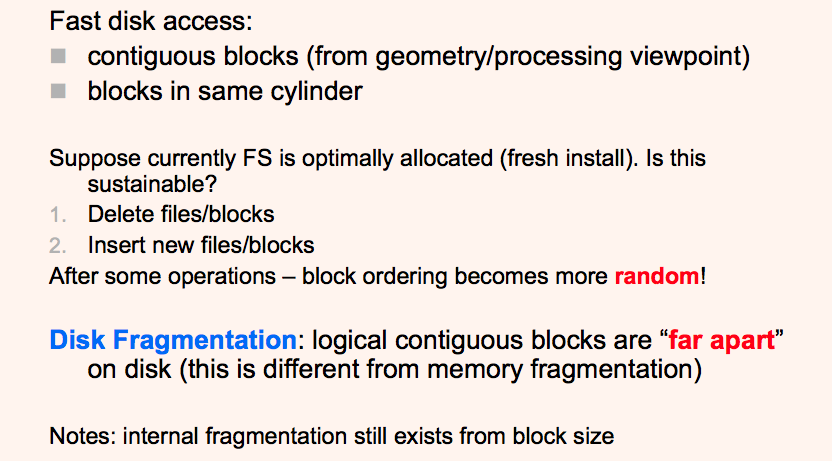 Fast disk access:
■ contiguous blocks (from geometry/processing viewpoint)
■ blocks in same cylinder
Suppose currently FS is optimally allocated (fresh install). Is this
sustainable?
1. Delete files/blocks
2. Insert new files/blocks
After some operations – block ordering becomes more random!
Disk Fragmentation: logical contiguous blocks are “far apart”
on disk (this is different from memory fragmentation)
Notes: internal fragmentation still exists from block size